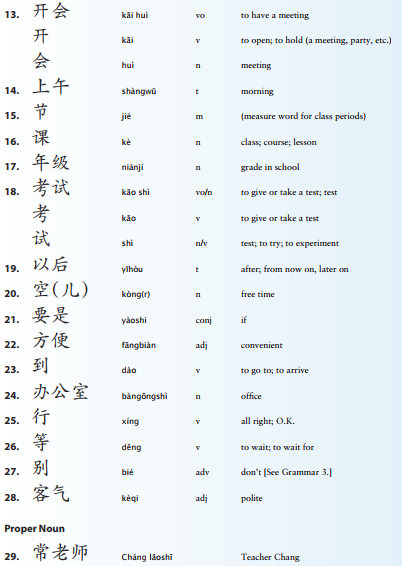 13. 开会 kāi huì vo to have a meeting
开 kāi v to open; to hold (a meeting, party, etc.)
会 huì n meeting
14. 上午 shàngwǔ t morning
15. 节 jié m (measure word for class periods)
16. 课 kè n class; course; lesson
17. 年级 niánjí n grade in school
18. 考试 kǎo shì vo/n to give or take a test; test
考 kǎo v to give or take a test
试 shì n/v test; to try; to experiment
19. 以后 yǐhòu t after; from now on, later on
20. 空(儿) kòng(r) n free time
21. 要是 yàoshi conj if
22. 方便 fāngbiàn adj convenient
23. 到 dào v to go to; to arrive
24. 办公室 bàngōngshì n office
25. 行 xíng v all right; O.K.
26. 等 děng v to wait; to wait for
27. 别 bié adv don't [See Grammar 3.]
28. 客气 kèqi adj polite
Proper Noun
29. 常老师 Cháng lǎoshī Teacher Chang